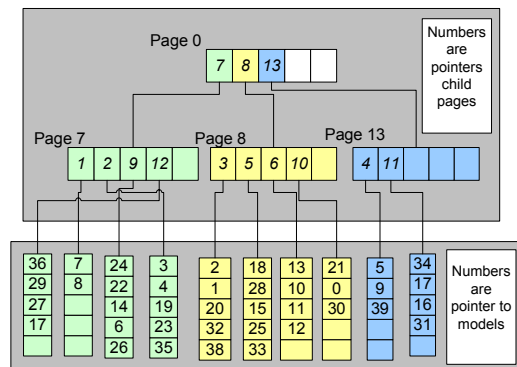 Page 0
7 8 13
Numbers
are
pointers
child
pages
Page 7
Page 8
Page 13
1 2 9 12
3 5 6 10
4 11
36
29
27
17
7
8
24
22
14
6
26
3
4
19
23
35
2
1
20
32
38
18
28
15
25
33
13
10
11
12
21
0
30
5
9
39
34
17
16
31
Numbers
are
pointer to
models